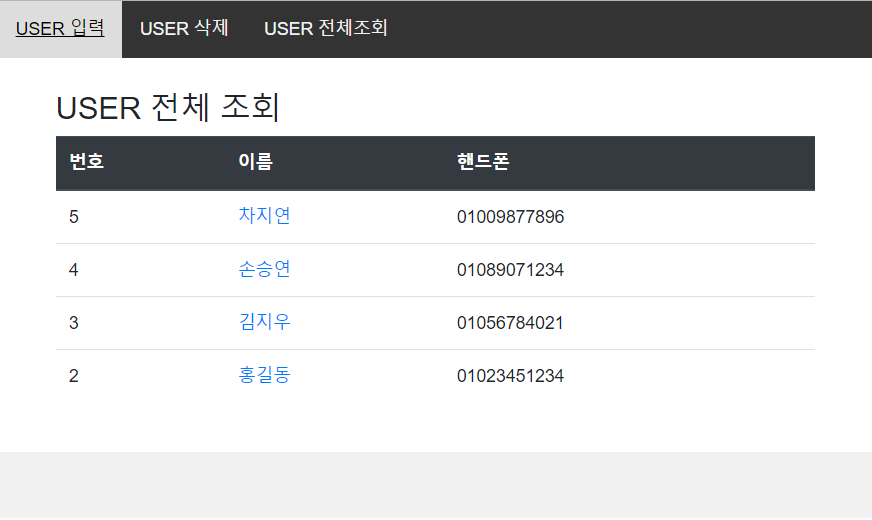 USER 입력 USER 삭제 USER 전체조회
USER 전체 조회
번호 이름 핸드폰
5 차지연 01009877896
4 손승연 01089071234
3 김지우 01056784021
2 홍길동 01023451234